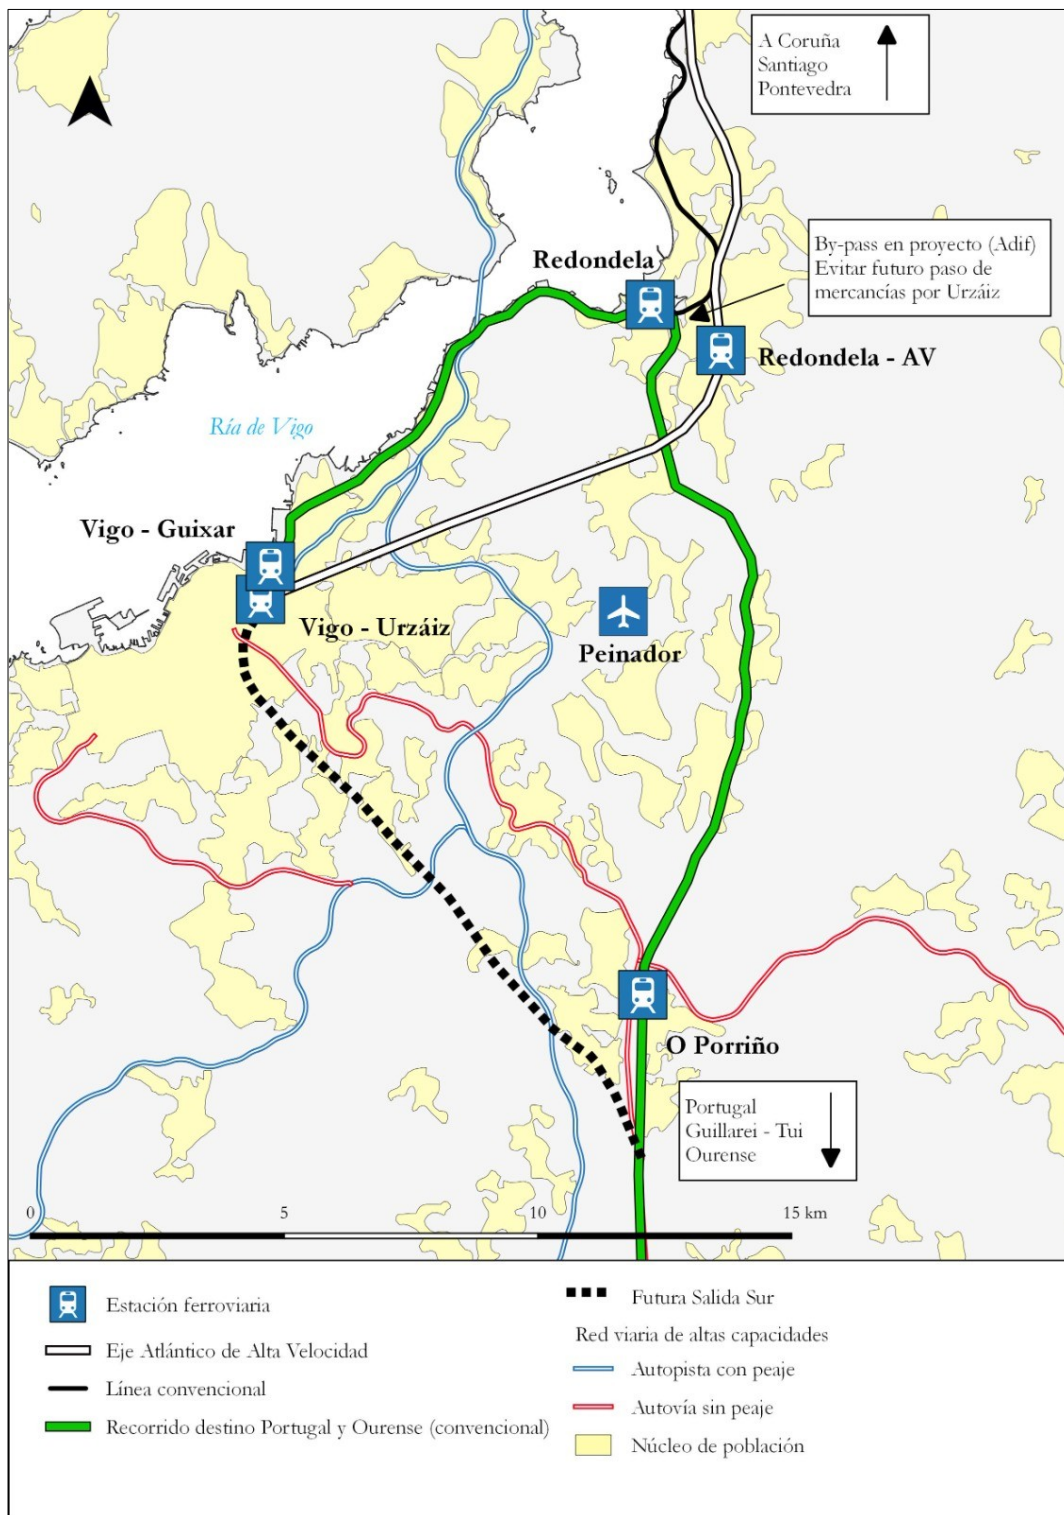 A Coruña
Santiago
Pontevedra
By-pass en proyecto (Adif)
Evitar futuro paso de
mercancías por Urzáiz
Redondela
Redondela - AV
Ría de Vigo
Vigo - Guixar
Vigo - Urzáiz
Peinador
O Porriño
Portugal
Guillarei - Tui
Ourense
0 5 10 15 km
Estación ferroviaria
Eje Atlántico de Alta Velocidad
Línea convencional
Recorrido destino Portugal y Ourense (convencional)
Futura Salida Sur
Red viaria de altas capacidades
Autopista con peaje
Autovía sin peaje
Núcleo de población